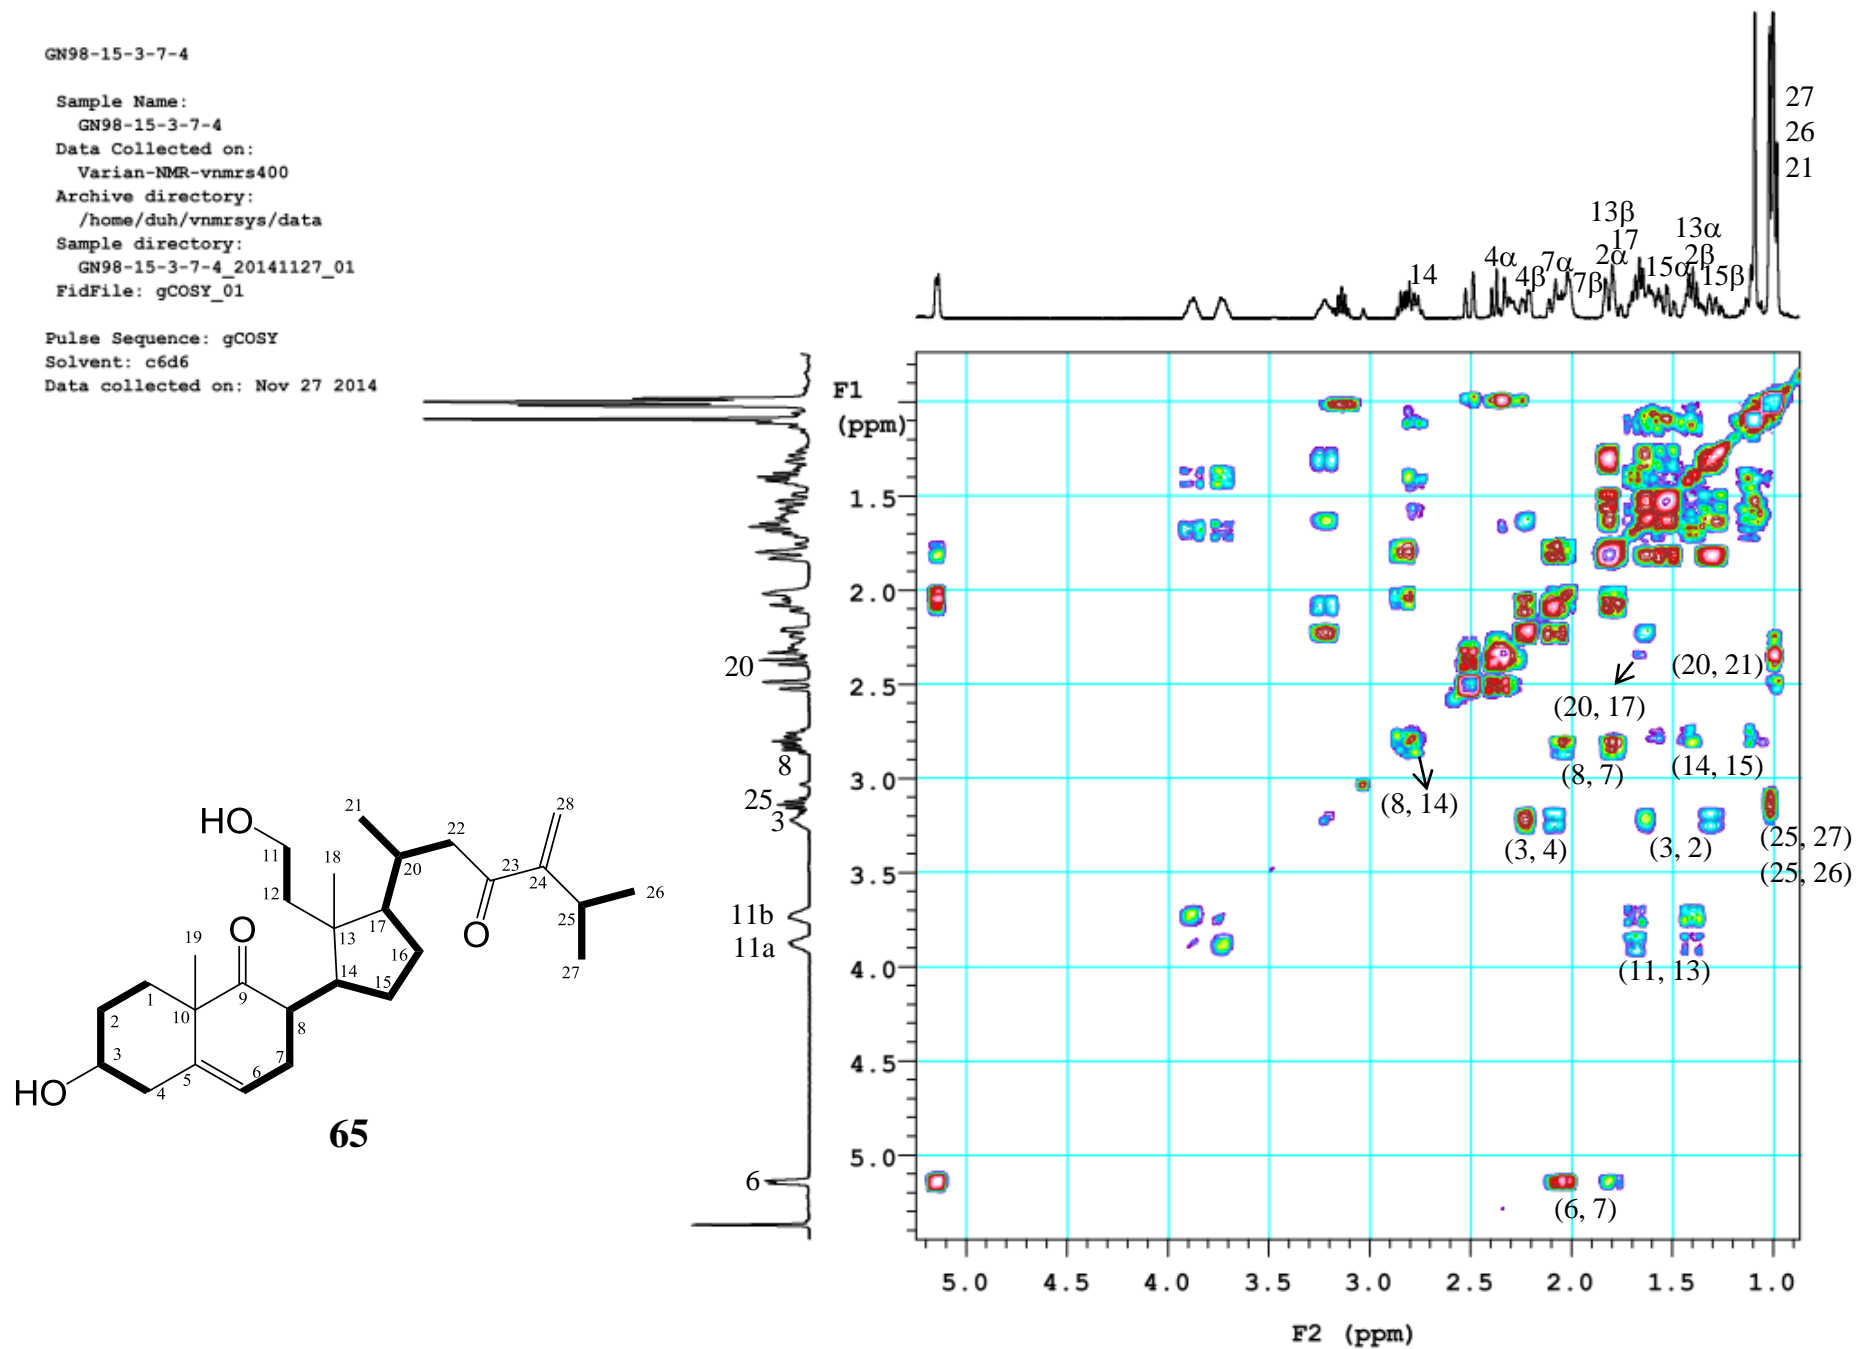 GN98-15-3-7-4
Sample Name:
GN98-15-3-7-4
Data Collected on:
Varian-NMR-vnmrs400
Archive directory:
/home/duh/vnmrsys/data
Sample directory:
GN98-15-3-7-4_20141127_01
FidFile: gCOSY_01
Pulse Sequence: gCOSY
Solvent: c6d6
Data collected on: Nov 27 2014
27
26
21
13β
17
13α
14
4α
4β
7α
7β
2α
15α
2β
15β
F1
(ppm)
1.5
2.0
2.5
3.0
3.5
4.0
4.5
5.0
20
8
25
3
11b
11a
6
(20, 21)
(20, 17)
(8, 7)
(14, 15)
(8, 14)
(3, 4)
(3, 2)
(25, 27)
(25, 26)
(11, 13)
(6, 7)
5.0 4.5 4.0 3.5 3.0 2.5 2.0 1.5 1.0
F2 (ppm)
HO
11
12
18
21
22
28
20
23
24
26
25
27
O
17
13
16
14
15
19
O
1
2
10
9
8
3
7
HO
4
5
6
65